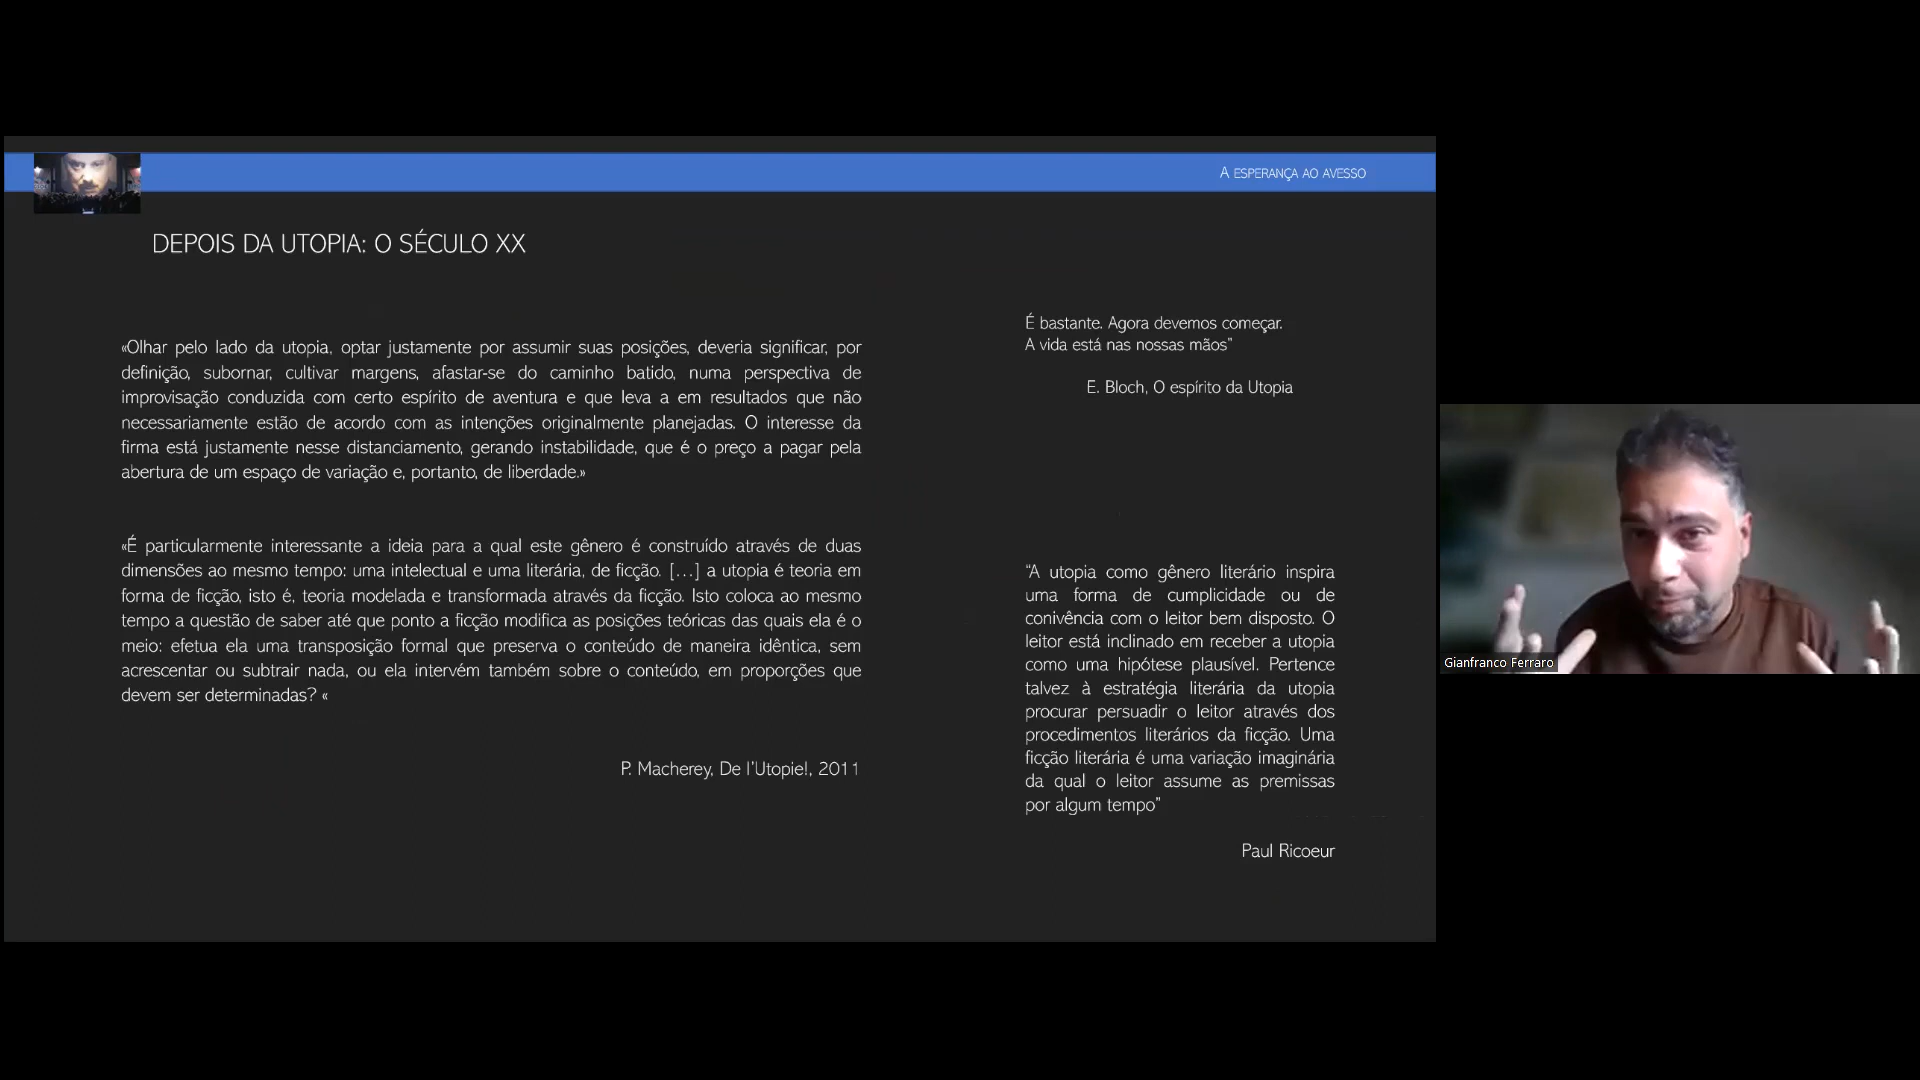 A ESPERANÇA AO AVESSO
DEPOIS DA UTOPIA: O SÉCULO XX
«Olhar pelo lado da utopia, optar justamente por assumir suas posições, deveria significar, por
definição, subornar, cultivar margens, afastar-se do caminho batido, numa perspectiva de
improvisação conduzida com certo espírito de aventura e que leva a em resultados que não
necessariamente estão de acordo com as intenções originalmente planejadas. O interesse da
firma está justamente nesse distanciamento, gerando instabilidade, que é o preço a pagar pela
abertura de um espaço de variação e, portanto, de liberdade.»
«É particularmente interessante a ideia para a qual este gênero é construído através de duas
dimensões ao mesmo tempo: uma intelectual e uma literária, de ficção. […] a utopia é teoria em
forma de ficção, isto é, teoria modelada e transformada através da ficção. Isto coloca ao mesmo
tempo a questão de saber até que ponto a ficção modifica as posições teóricas das quais ela é o
meio: efetua ela uma transposição formal que preserva o conteúdo de maneira idêntica, sem
acrescentar ou subtrair nada, ou ela intervém também sobre o conteúdo, em proporções que
devem ser determinadas? «
P. Macherey, De l'Utopie!, 2011
É bastante. Agora devemos começar.
A vida está nas nossas mãos”
E. Bloch, O espírito da Utopia
“A utopia como gênero literário inspira
uma forma de cumplicidade ou de
conivência com o leitor bem disposto. O
leitor está inclinado em receber a utopia
como uma hipótese plausível. Pertence
talvez à estratégia literária da utopia
procurar persuadir o leitor através dos
procedimentos literários da ficção. Uma
ficção literária é uma variação imaginária
da qual o leitor assume as premissas
por algum tempo”
Paul Ricoeur
Gianfranco Ferraro